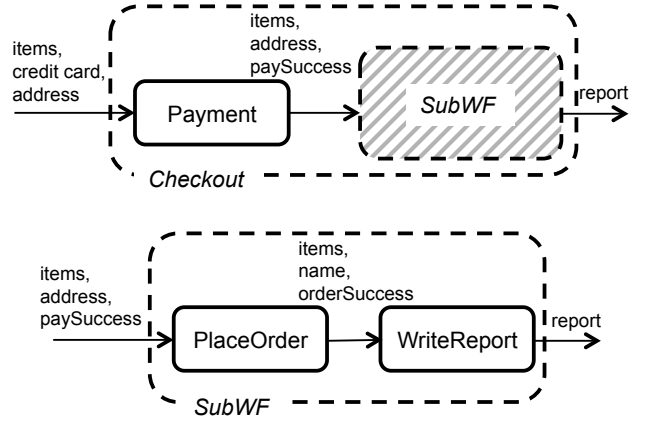 items,
credit card,
address
items,
address,
paySuccess
Payment
SubWF
report
Checkout
items,
address,
paySuccess
items,
name,
orderSuccess
PlaceOrder
WriteReport
report
SubWF